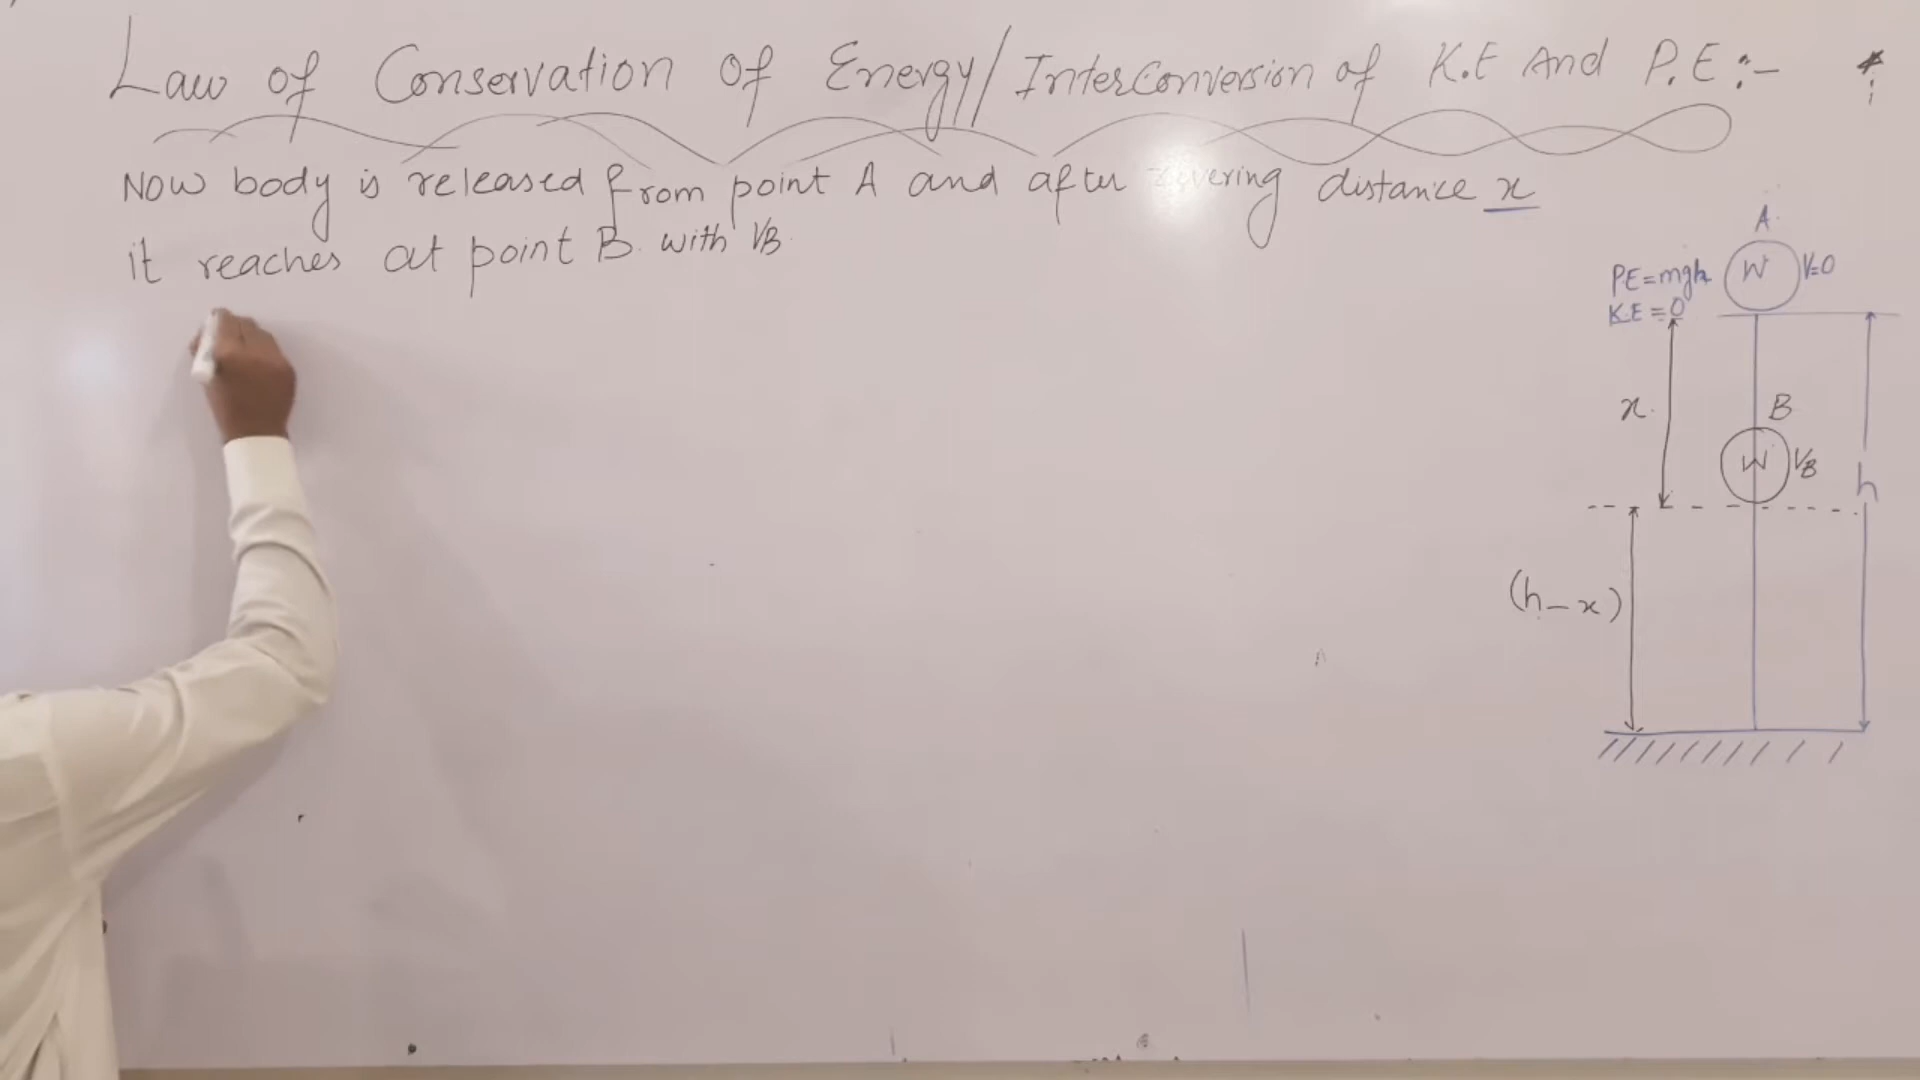 Law of Conservation Of Energy/InterConversion of K.E And P.E :-
Now body is released from point A and after covering distance x
it reaches at point B. with VB
A.
P.E=mgh
W
V=0
K.E=0
x.
B
W
VB
h
(h-x)